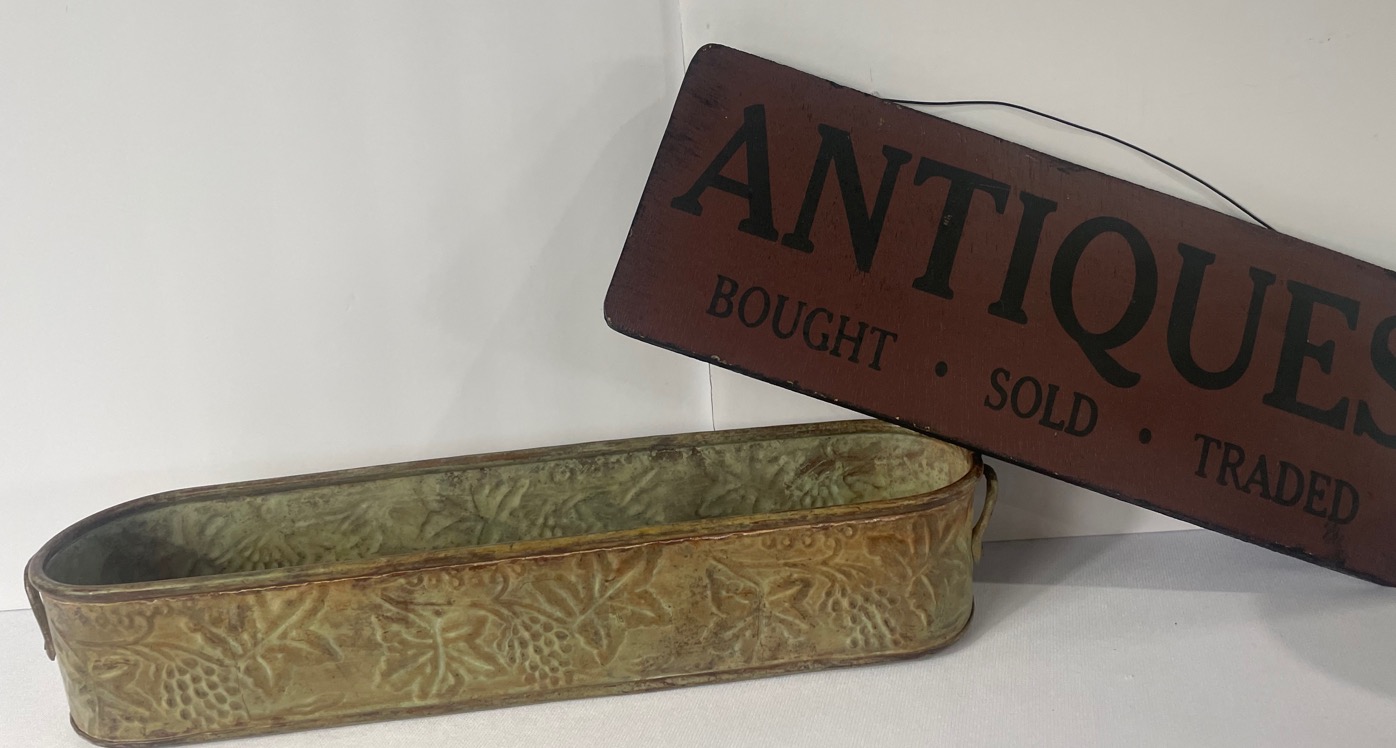 ANTIQUES
BOUGHT • SOLD • TRADED